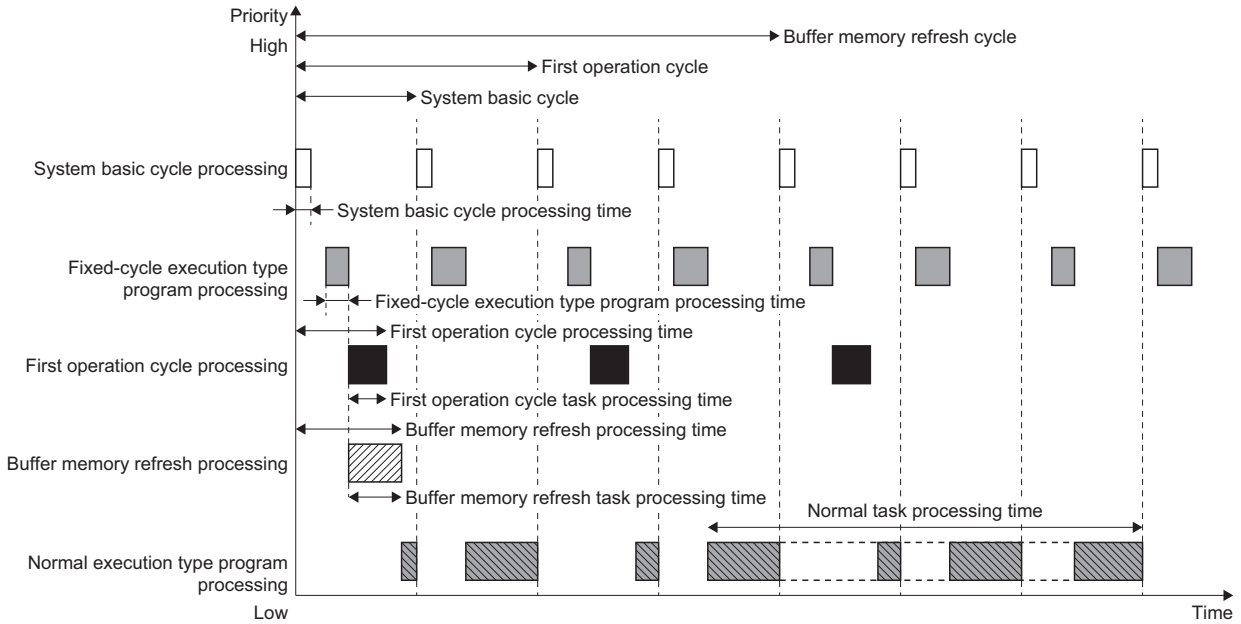 Priority
High
Buffer memory refresh cycle
First operation cycle
System basic cycle
System basic cycle processing
System basic cycle processing time
Fixed-cycle execution type
program processing
Fixed-cycle execution type program processing time
First operation cycle processing time
First operation cycle processing
First operation cycle task processing time
Buffer memory refresh processing time
Buffer memory refresh processing
Buffer memory refresh task processing time
Normal task processing time
Normal execution type program
processing
Low
Time